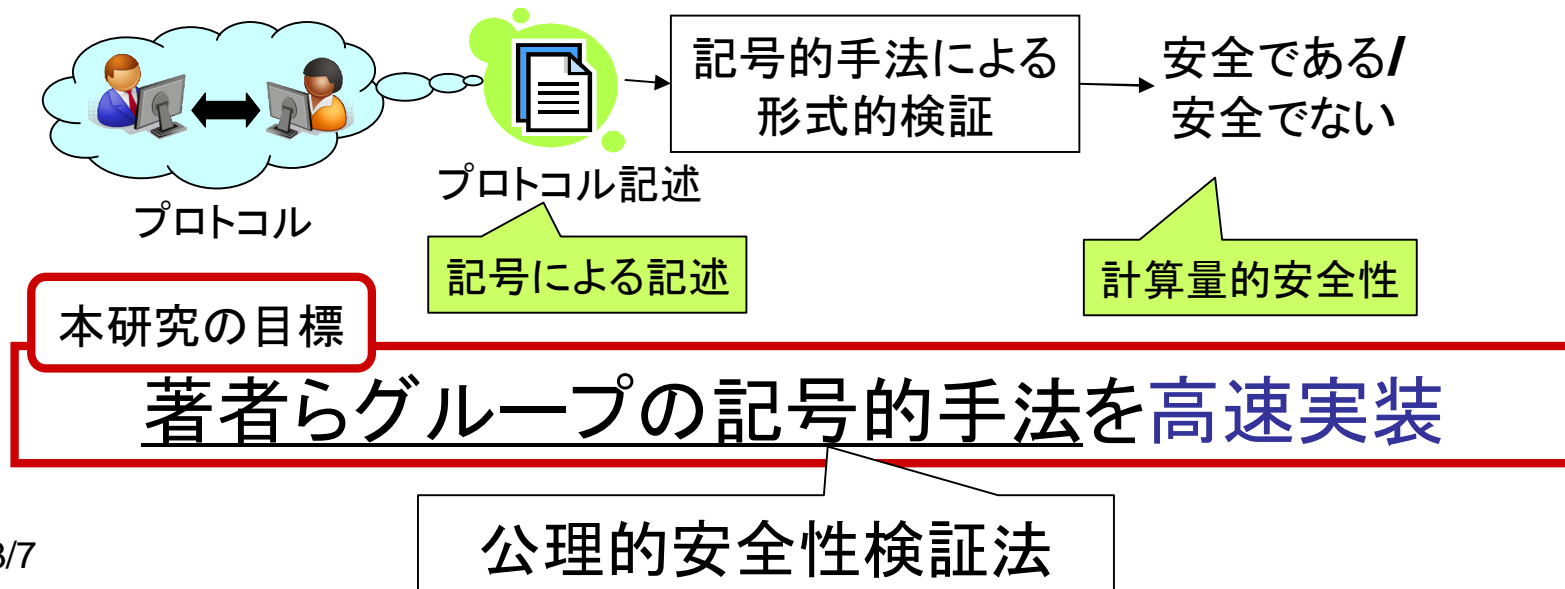 プロトコル
プロトコル記述
記号的手法による
形式的検証
安全である/
安全でない
記号による記述
計算量的安全性
本研究の目標
著者らグループの記号的手法を高速実装
公理的安全性検証法
/7